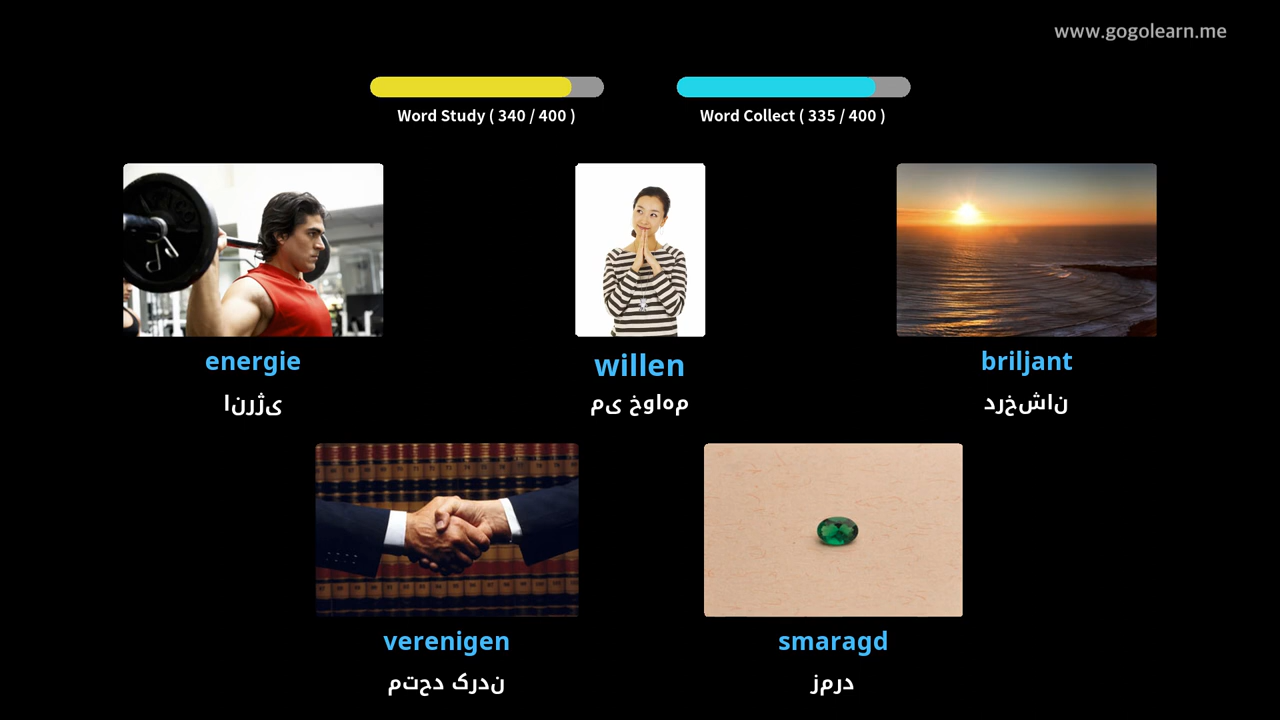 www.gogolearn.me
Word Study ( 340 / 400 )
Word Collect ( 335 / 400 )
energie
willen
briljant
انرژی
می خواهم
درخشان
verenigen
smaragd
متحد کردن
زمرد